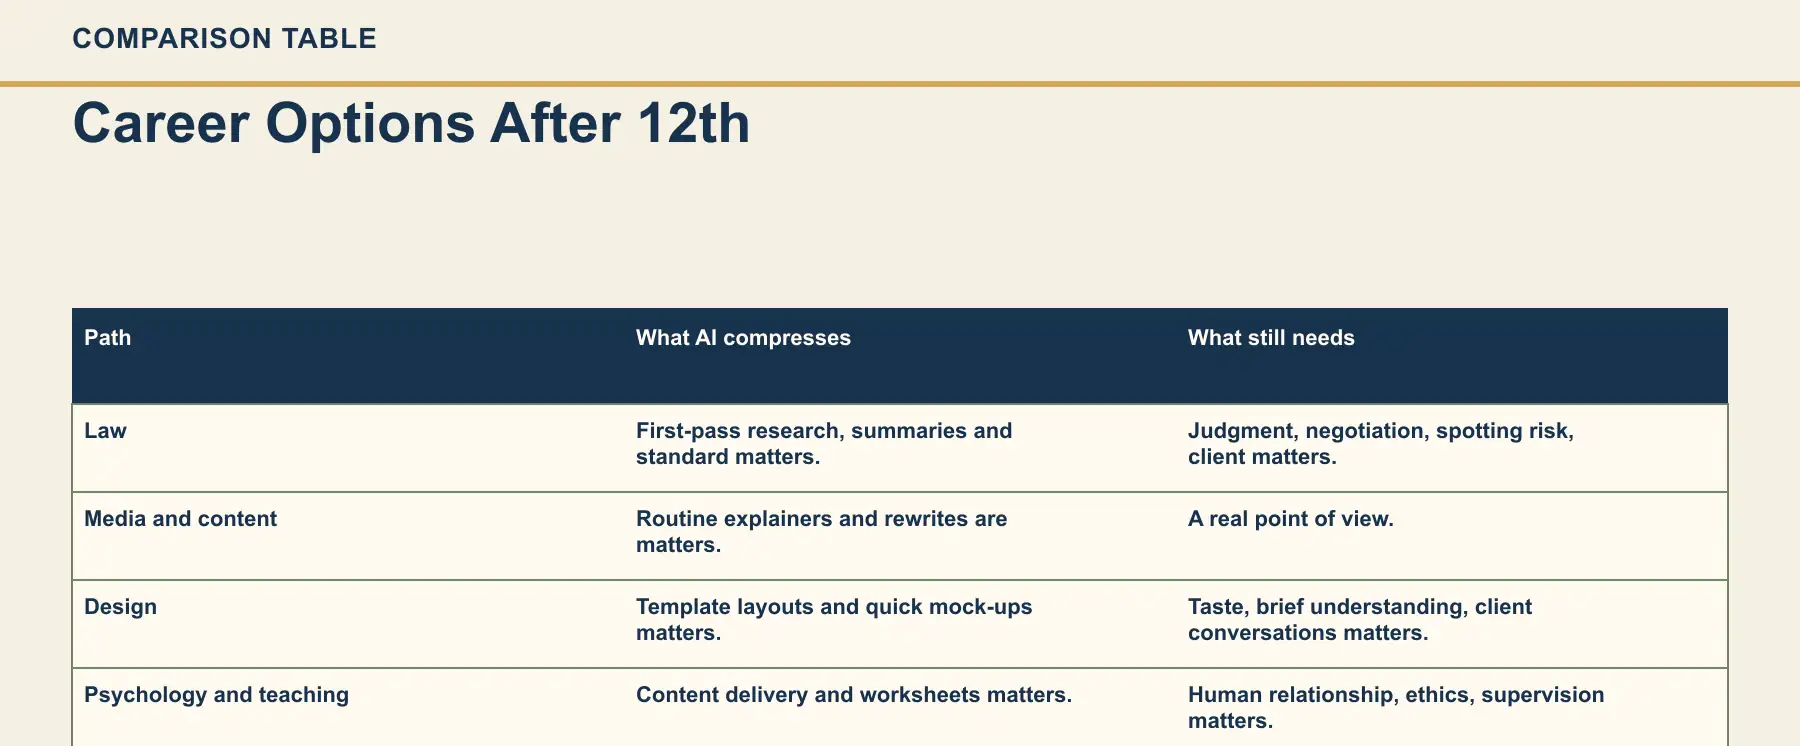 COMPARISON TABLE
Career Options After 12th
Path
What AI compresses
What still needs
Law
First-pass research, summaries and
standard matters.
Judgment, negotiation, spotting risk,
client matters.
Media and content
Routine explainers and rewrites are
matters.
A real point of view.
Design
Template layouts and quick mock-ups
matters.
Taste, brief understanding, client
conversations matters.
Psychology and teaching
Content delivery and worksheets matters.
Human relationship, ethics, supervision
matters.